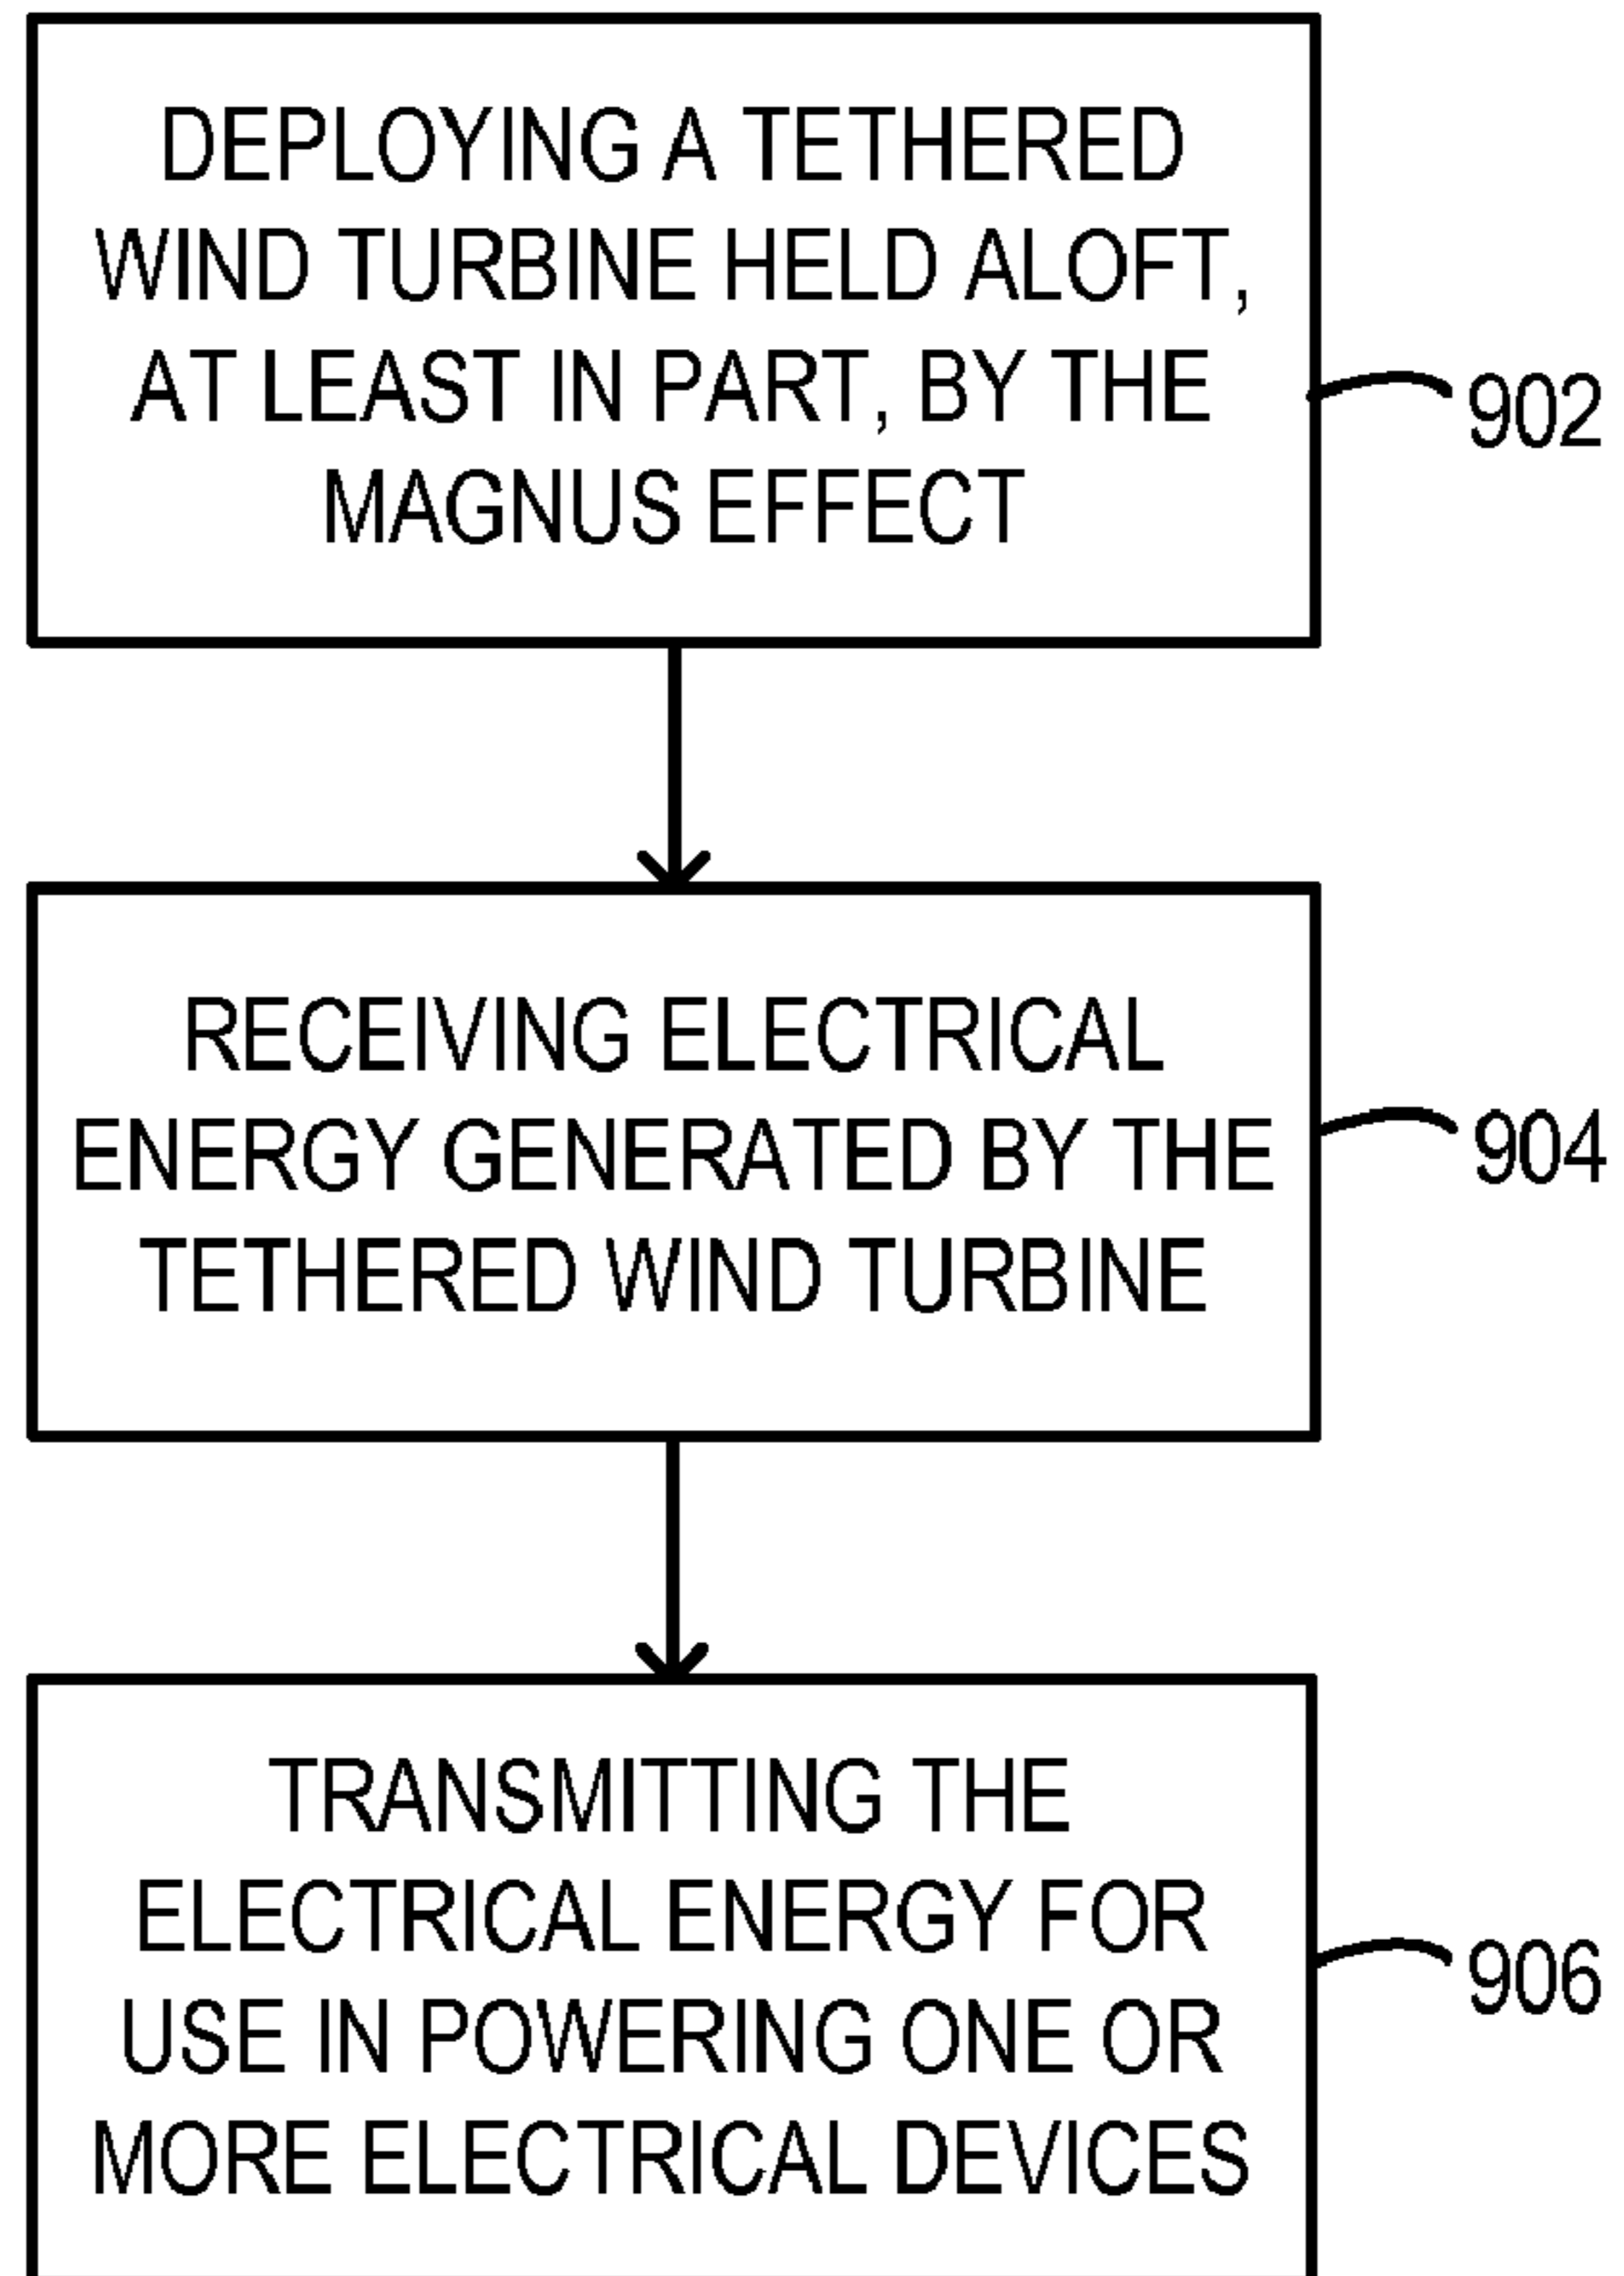 DEPLOYING A TETHERED
WIND TURBINE HELD ALOFT,
AT LEAST IN PART, BY THE
MAGNUS EFFECT
902
RECEIVING ELECTRICAL
ENERGY GENERATED BY THE
TETHERED WIND TURBINE
904
TRANSMITTING THE
ELECTRICAL ENERGY FOR
USE IN POWERING ONE OR
MORE ELECTRICAL DEVICES
906